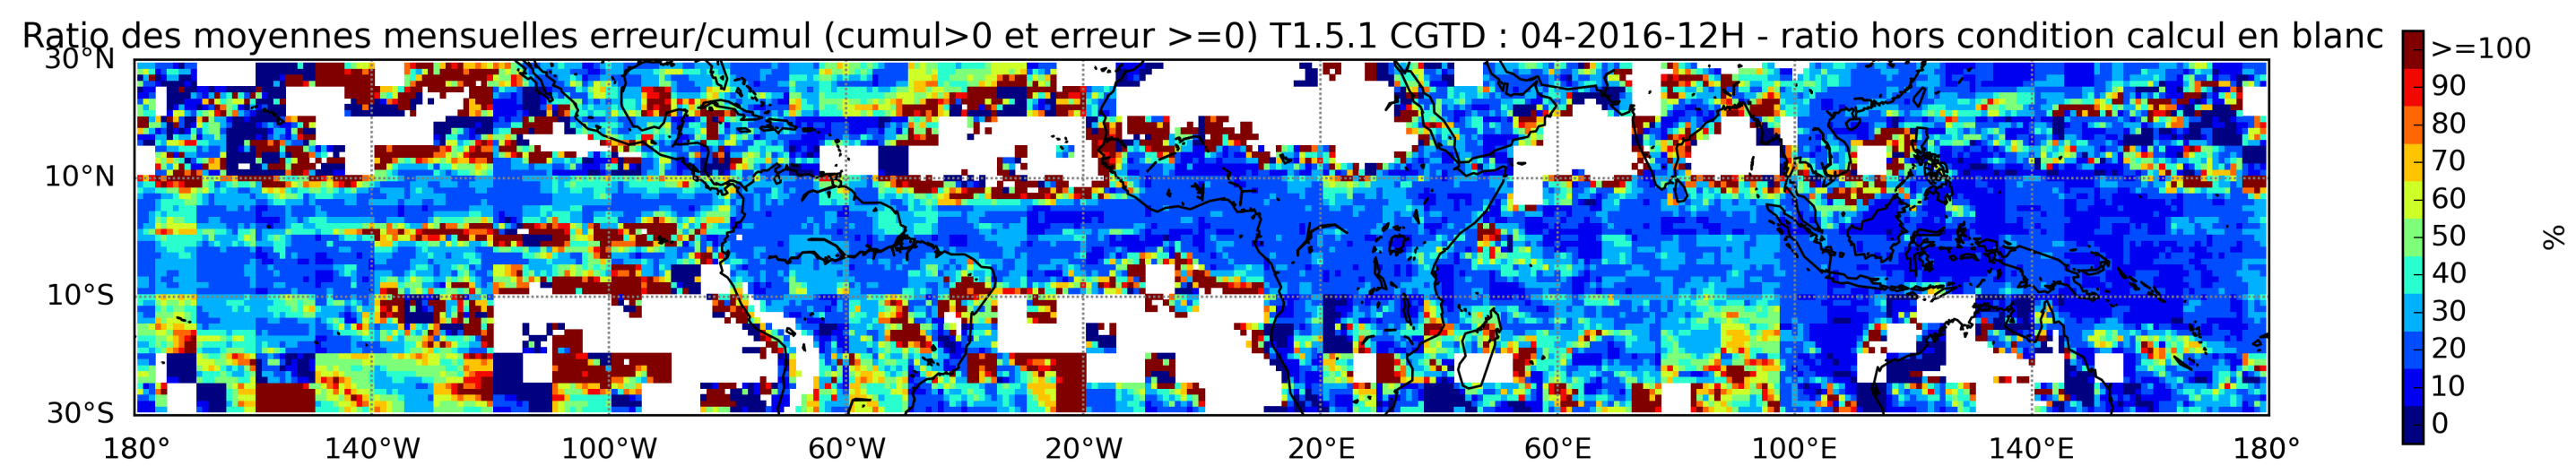 Ratio des moyennes mensuelles erreur/cumul (cumul>0 et erreur >=0) T1.5.1 CGTD : 04-2016-12H - ratio hors condition calcul en blanc
30°N
10°N
10°S
30°S
180° 140°W 100°W 60°W 20°W 20°E 60°E 100°E 140°E 180°
>=100
90
80
70
60
50
40
30
20
10
0
%